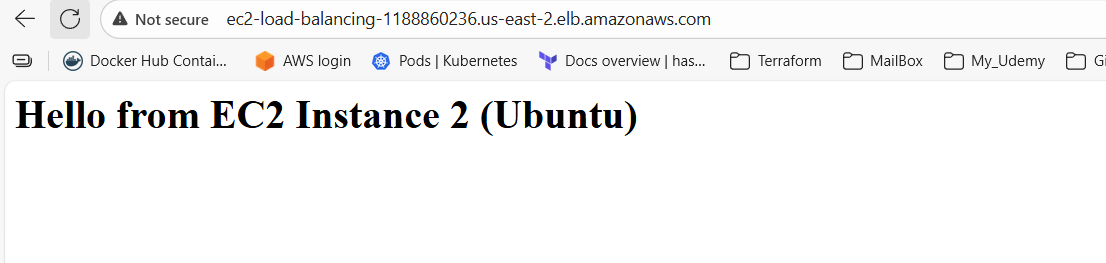 Not secure ec2-load-balancing-1188860236.us-east-2.elb.amazonaws.com
Docker Hub Contai... AWS login Pods | Kubernetes Docs overview | has... Terraform MailBox My_Udemy
Hello from EC2 Instance 2 (Ubuntu)